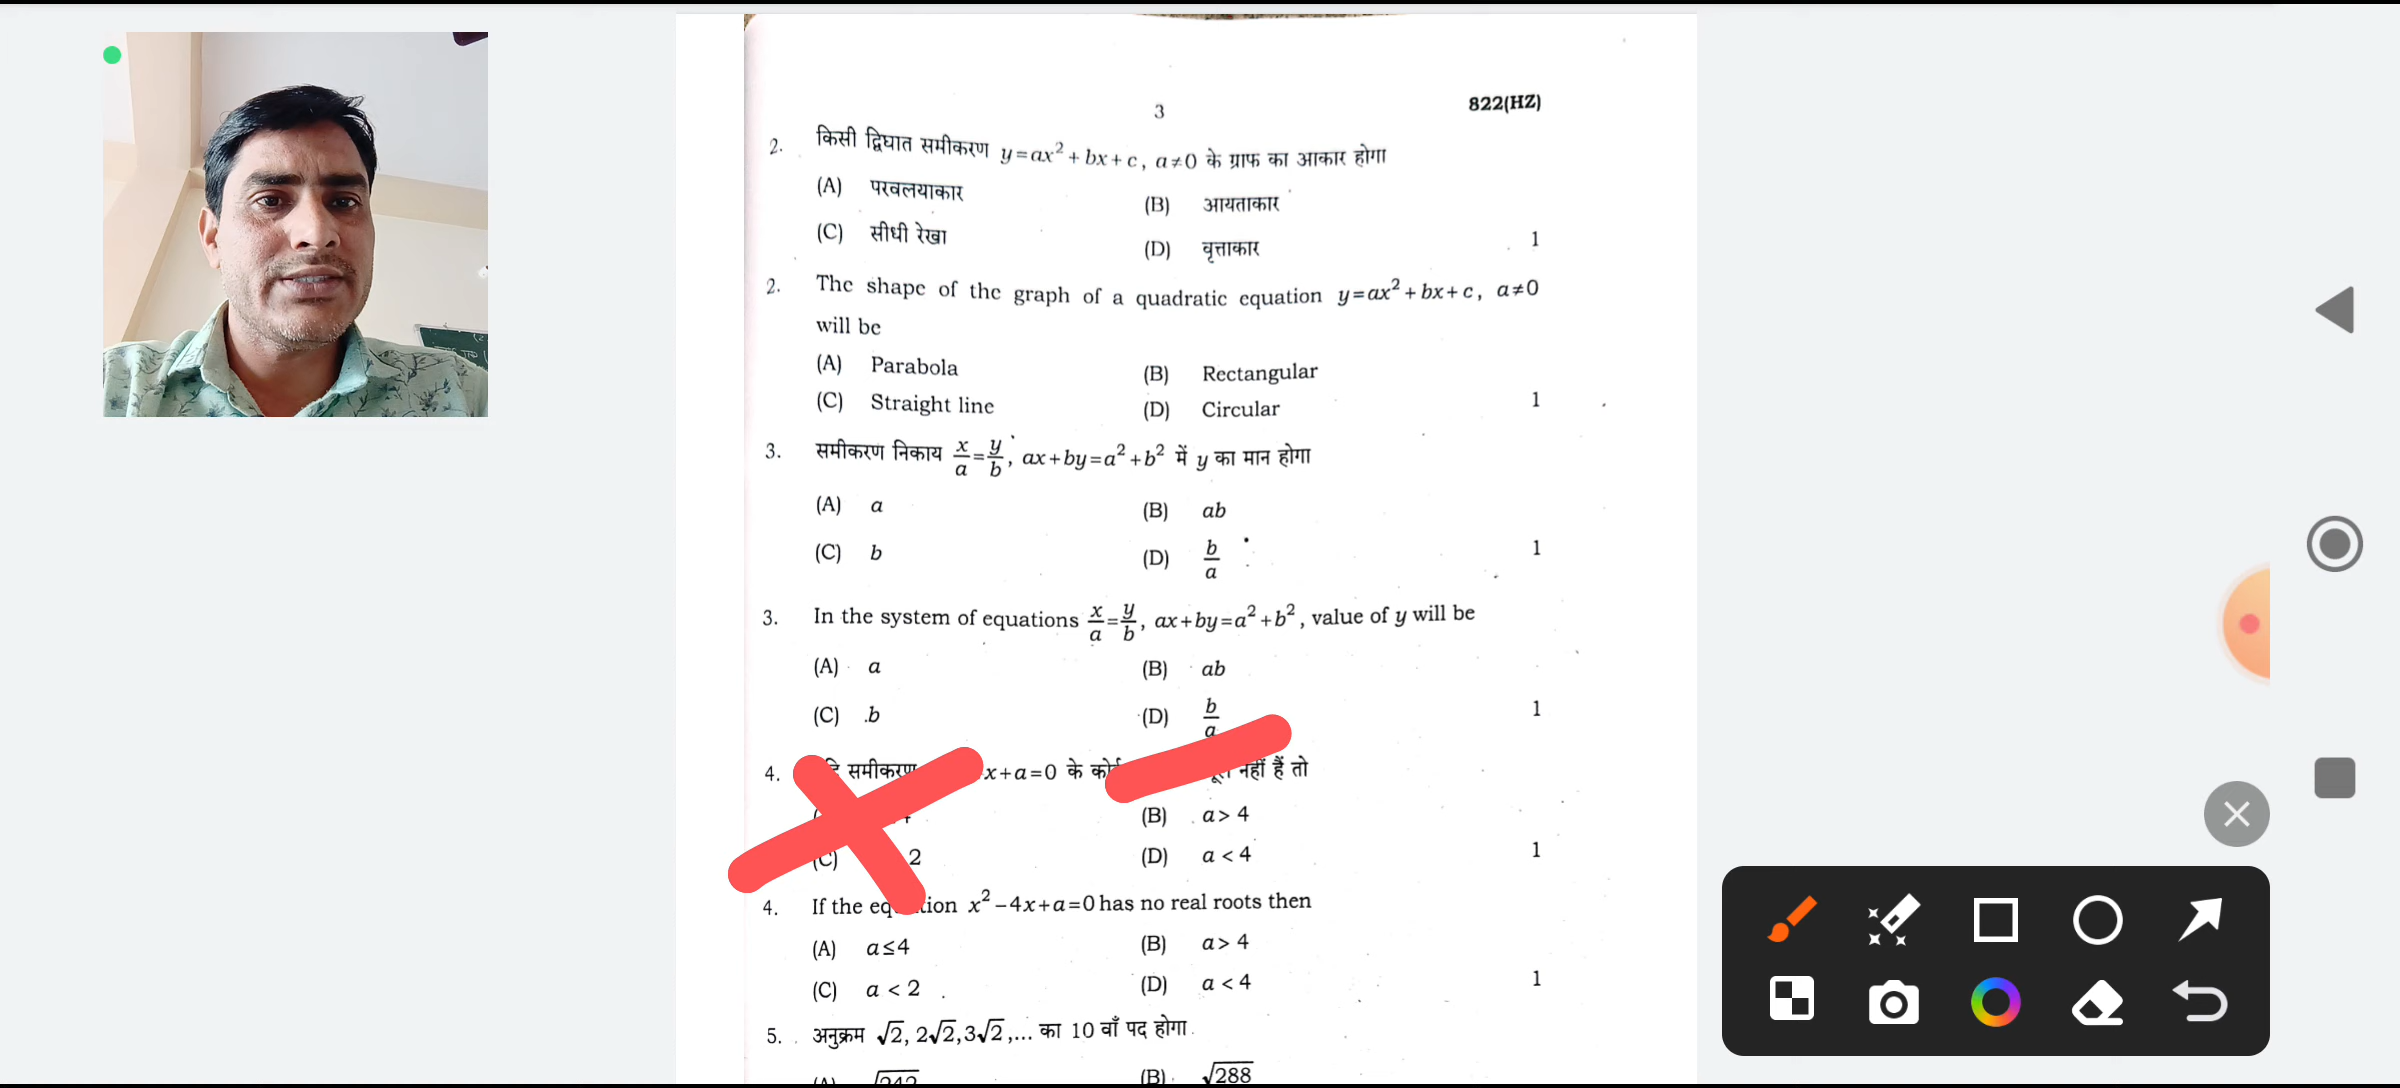 3
822(HZ)
2. किसी द्विघात समीकरण y=ax²+bx+c, a≠0 के ग्राफ का आकार होगा
(A) परवलयाकार (B) आयताकार
(C) सीधी रेखा (D) वृत्ताकार 1
2. The shape of the graph of a quadratic equation y=ax²+bx+c, a≠0
will be
(A) Parabola (B) Rectangular
(C) Straight line (D) Circular 1
3. समीकरण निकाय x/a=y/b, ax+by=a²+b² में y का मान होगा
(A) a (B) ab
(C) b (D) b/a 1
3. In the system of equations x/a=y/b, ax+by=a²+b², value of y will be
(A) a (B) ab
(C) b (D) b/a 1
4. समीकरण x+a=0 के नहीं हैं तो
(B) a>4
(C) 2 (D) a<4 1
4. If the equation x²-4x+a=0 has no real roots then
(A) a≤4 (B) a>4
(C) a<2 (D) a<4 1
5. अनुक्रम √2, 2√2,3√2,... का 10 वाँ पद होगा
(B) √288